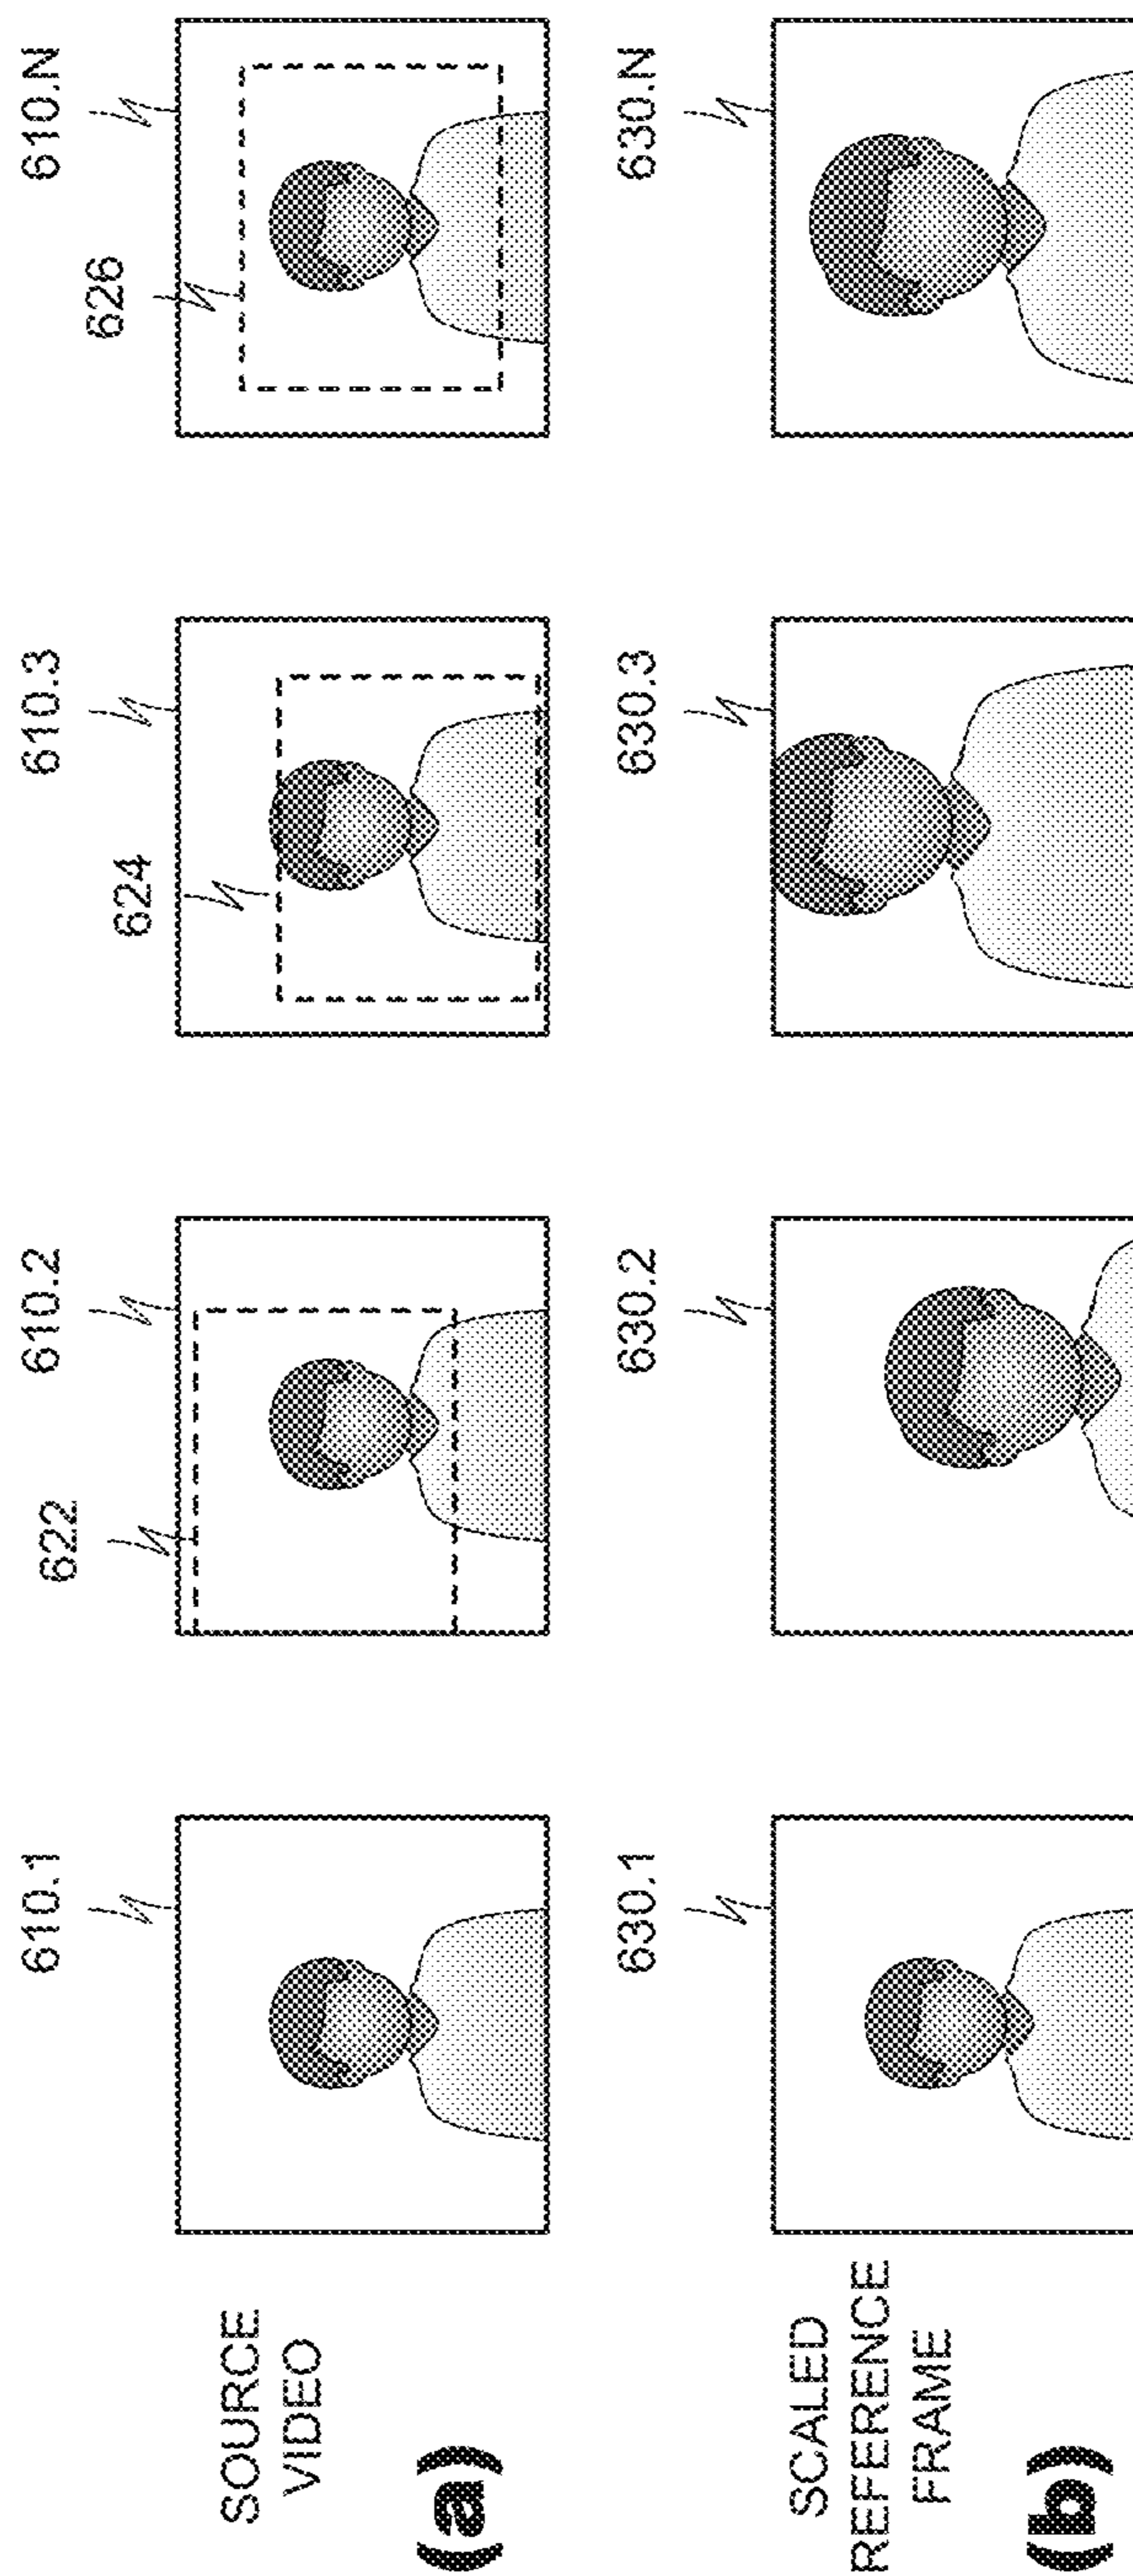 610.1
622
610.2
624
610.3
626
610.N
SOURCE
VIDEO
(a)
630.1
630.2
630.3
630.N
SCALED
REFERENCE
FRAME
(b)